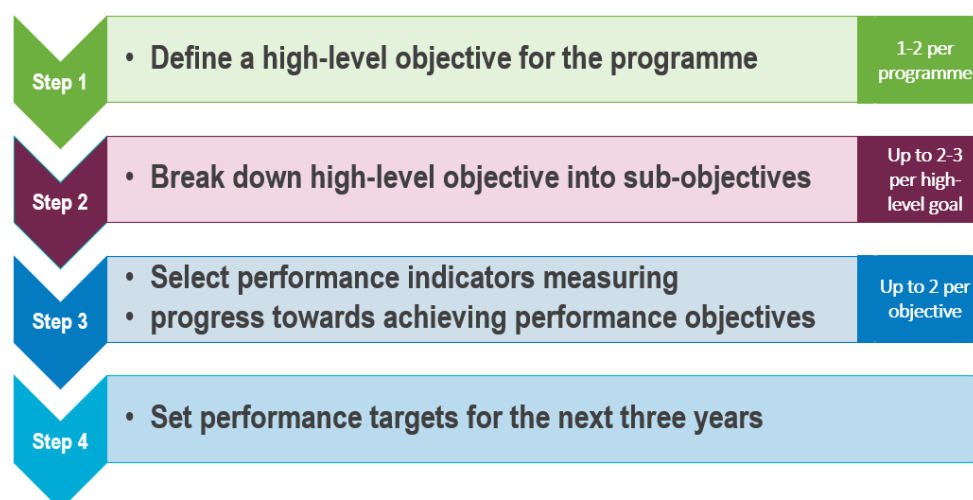 Step 1
• Define a high-level objective for the programme
1-2 per
programme
Step 2
• Break down high-level objective into sub-objectives
Up to 2-3
per high-
level goal
Step 3
• Select performance indicators measuring
• progress towards achieving performance objectives
Up to 2 per
objective
Step 4
• Set performance targets for the next three years